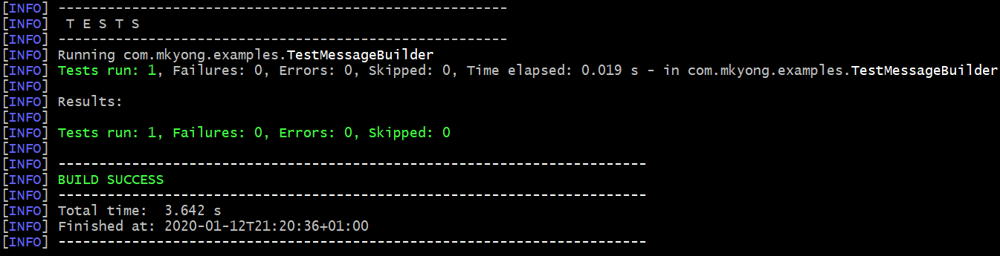 [INFO] -------------------------------------------------------
[INFO]  T E S T S
[INFO] -------------------------------------------------------
[INFO] Running com.mkyong.examples.TestMessageBuilder
[INFO] Tests run: 1, Failures: 0, Errors: 0, Skipped: 0, Time elapsed: 0.019 s - in com.mkyong.examples.TestMessageBuilder
[INFO]
[INFO] Results:
[INFO]
[INFO] Tests run: 1, Failures: 0, Errors: 0, Skipped: 0
[INFO]
[INFO] ------------------------------------------------------------------------
[INFO] BUILD SUCCESS
[INFO] ------------------------------------------------------------------------
[INFO] Total time:  3.642 s
[INFO] Finished at: 2020-01-12T21:20:36+01:00
[INFO] ------------------------------------------------------------------------